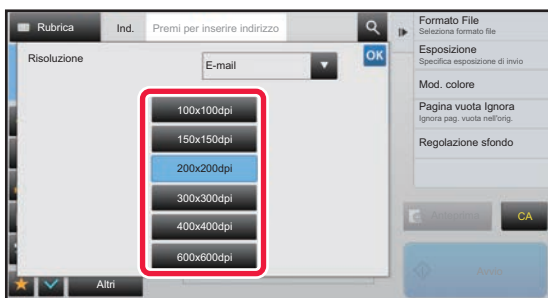 Rubrica
Ind.
Premi per inserire indirizzo
Risoluzione
E-mail
OK
100x100dpi
150x150dpi
200x200dpi
300x300dpi
400x400dpi
600x600dpi
Altri
Formato File
Seleziona formato file
Esposizione
Specifica esposizione di invio
Mod. colore
Pagina vuota Ignora
Ignora pag. vuota nell'orig.
Regolazione sfondo
CA